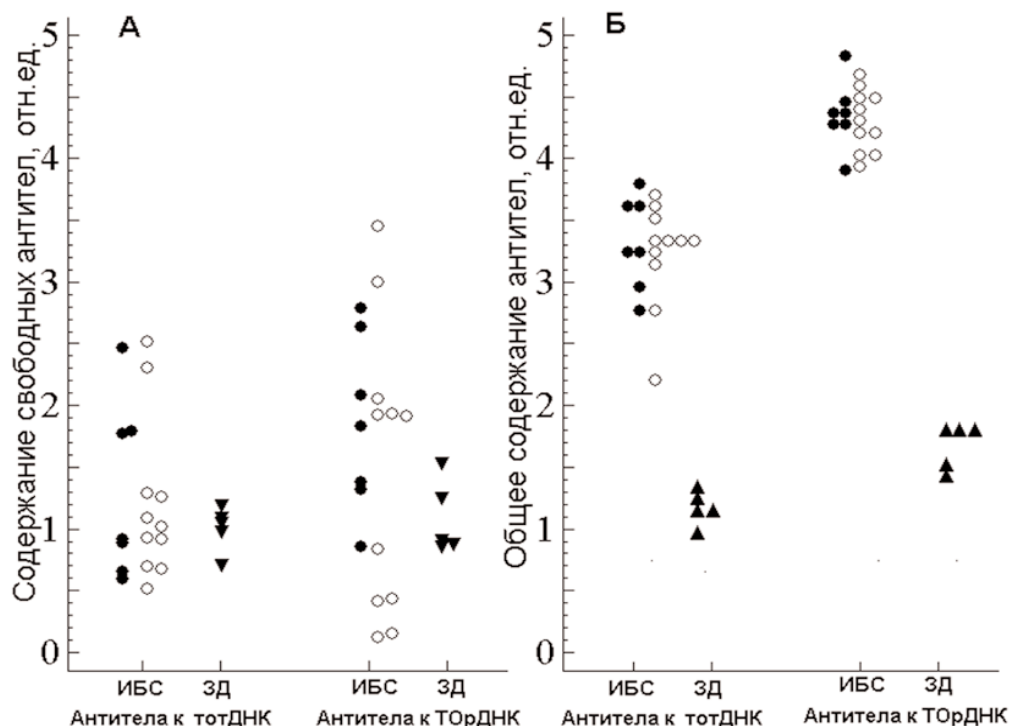 А
Б
Содержание свободных антител, отн.ед.
5
4
3
2
1
0
ИБС ЗД ИБС ЗД
Антитела к тотДНК Антитела к ТОрДНК
Общее содержание антител, отн.ед.
5
4
3
2
1
0
ИБС ЗД ИБС ЗД
Антитела к тотДНК Антитела к ТОрДНК